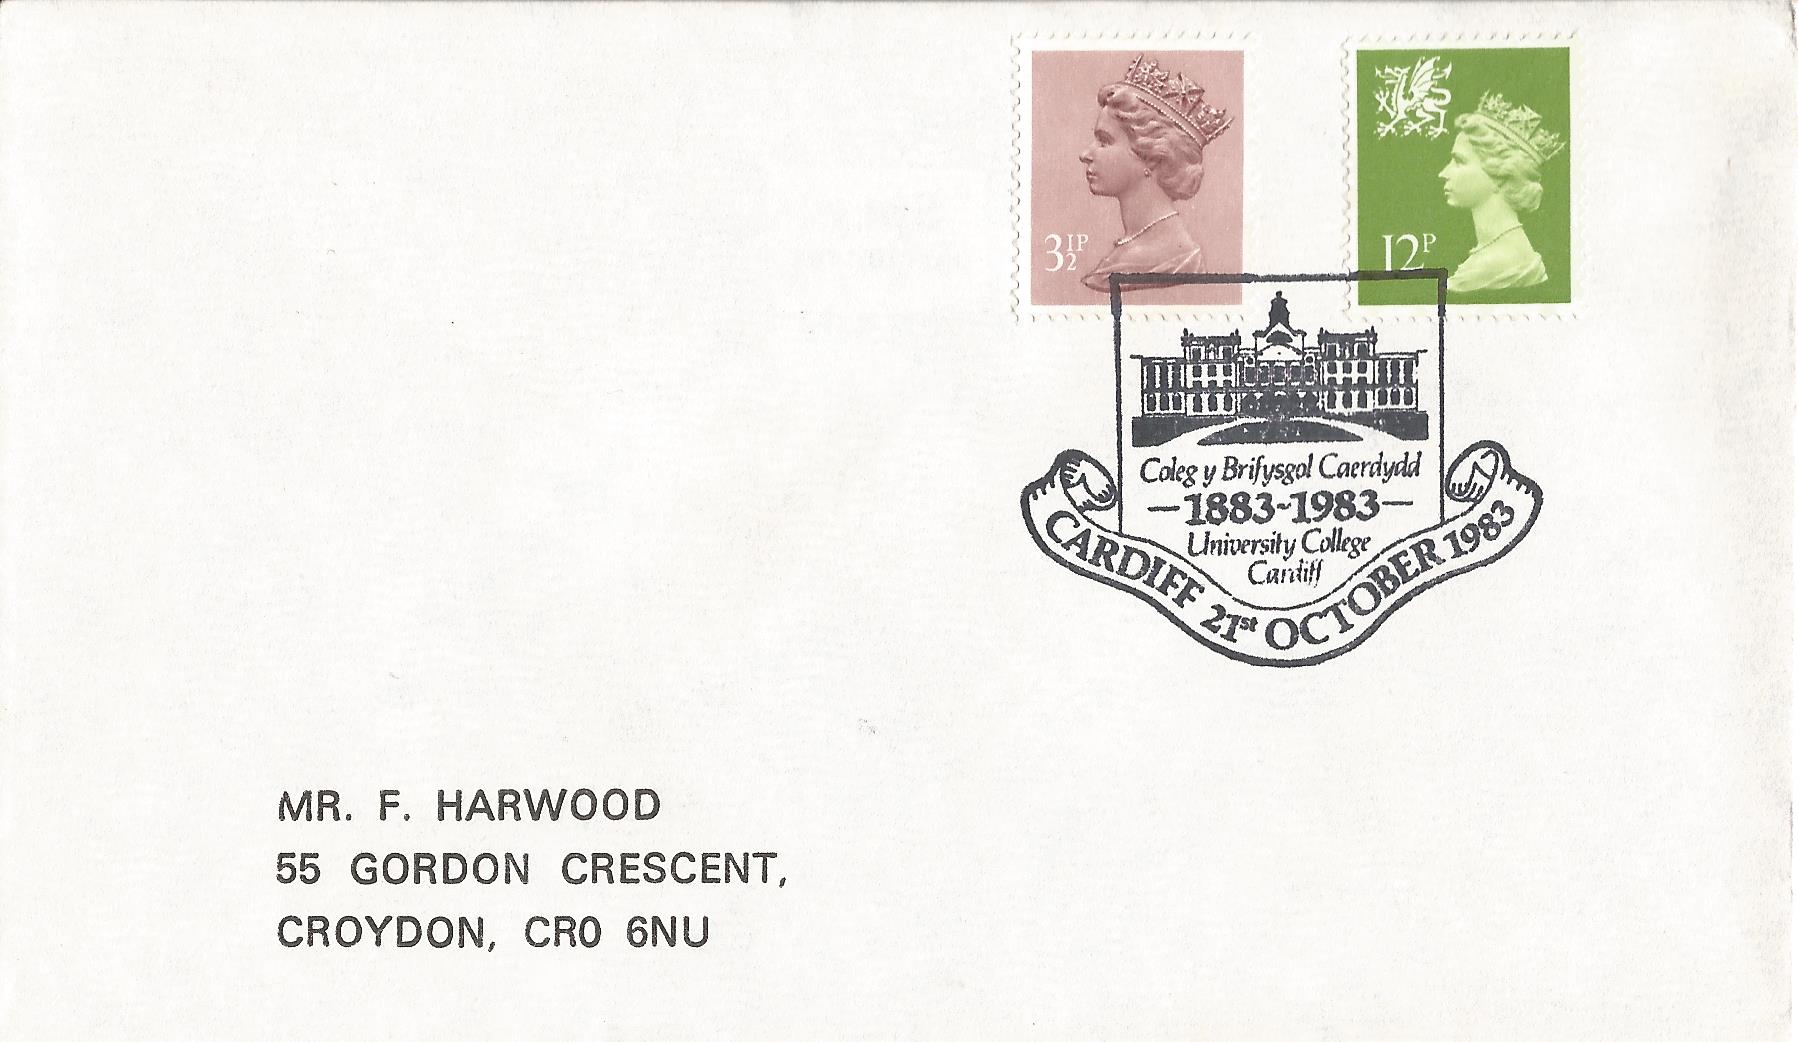 3½P
12P
Coleg y Brifysgol Caerdydd
-1883-1983-
University College
Cardiff
CARDIFF 21st OCTOBER 1983
MR. F. HARWOOD
55 GORDON CRESCENT,
CROYDON, CR0 6NU